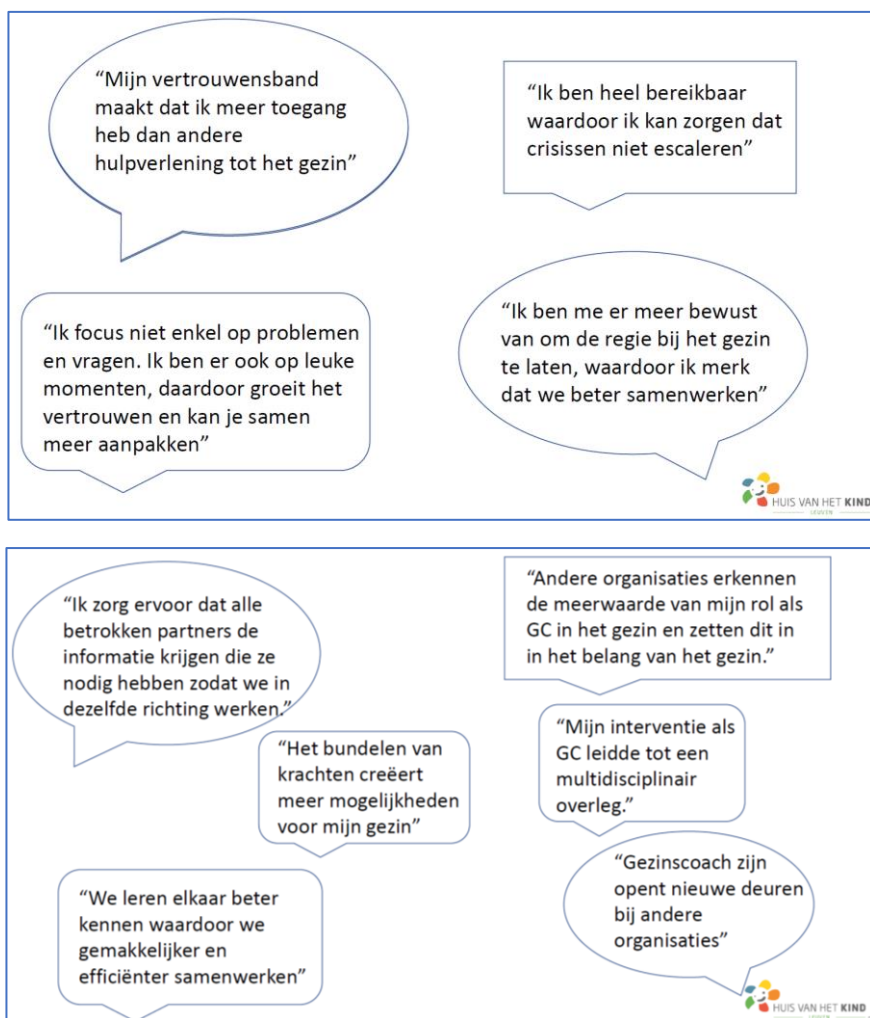 “Mijn vertrouwensband
maakt dat ik meer toegang
heb dan andere
hulpverlening tot het gezin”
“Ik ben heel bereikbaar
waardoor ik kan zorgen dat
crisissen niet escaleren”
“Ik focus niet enkel op problemen
en vragen. Ik ben er ook op leuke
momenten, daardoor groeit het
vertrouwen en kan je samen
meer aanpakken”
“Ik ben me er meer bewust
van om de regie bij het gezin
te laten, waardoor ik merk
dat we beter samenwerken”
HUIS VAN HET KIND
LEUVEN
“Ik zorg ervoor dat alle
betrokken partners de
informatie krijgen die ze
nodig hebben zodat we in
dezelfde richting werken.”
“Andere organisaties erkennen
de meerwaarde van mijn rol als
GC in het gezin en zetten dit in
in het belang van het gezin.”
“Het bundelen van
krachten creëert
meer mogelijkheden
voor mijn gezin”
“Mijn interventie als
GC leidde tot een
multidisciplinair
overleg.”
“We leren elkaar beter
kennen waardoor we
gemakkelijker en
efficiënter samenwerken”
“Gezinscoach zijn
opent nieuwe deuren
bij andere
organisaties”
HUIS VAN HET KIND
LEUVEN